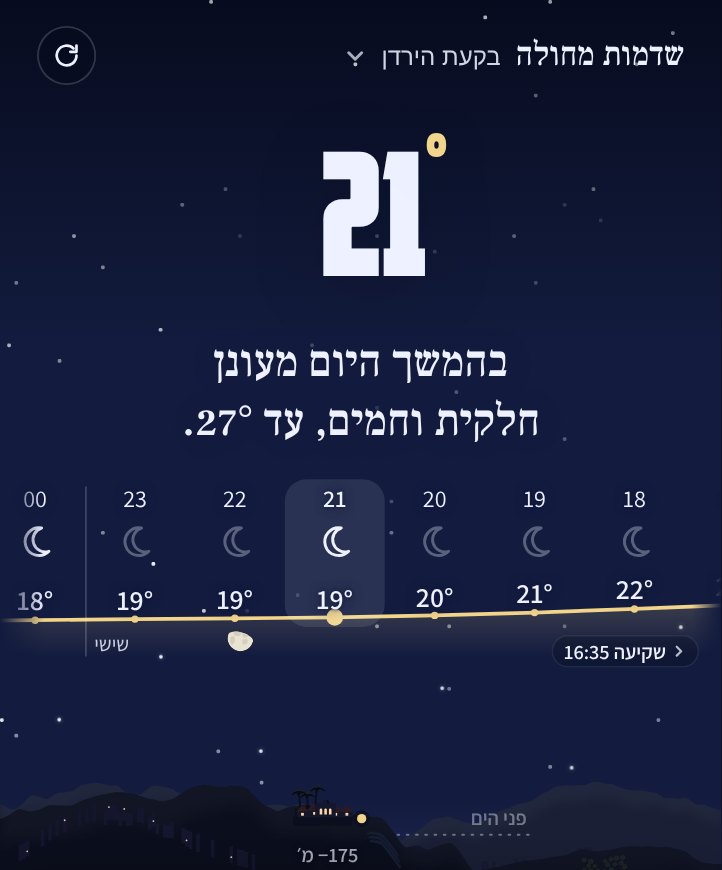 שדמות מחולה בקעת הירדן
21°
בהמשך היום מעונן
חלקית וחמים, עד 27°.
18 19 20 21 22 23 00
22° 21° 20° 19° 19° 19° 18°
שקיעה 16:35
שישי
פני הים
−175 מ׳